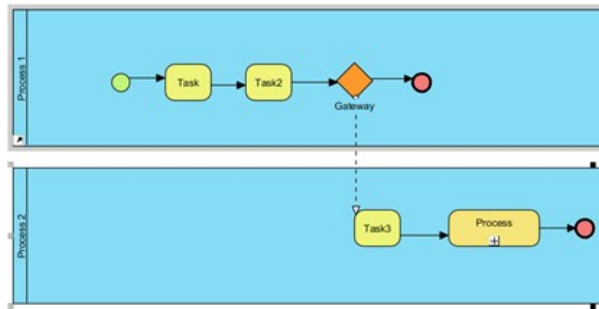 Process 1
Task
Task2
Gateway
Process 2
Task3
Process